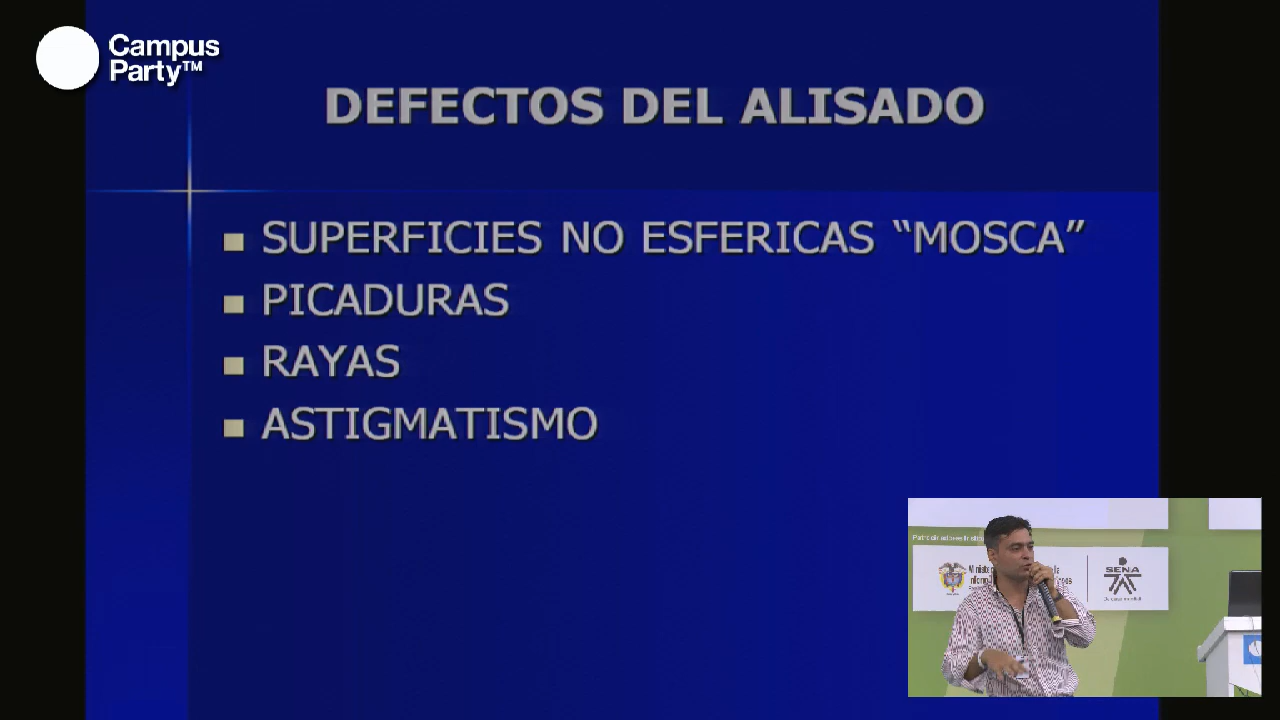 Campus
Party™
DEFECTOS DEL ALISADO
SUPERFICIES NO ESFERICAS “MOSCA”
PICADURAS
RAYAS
ASTIGMATISMO
SENA